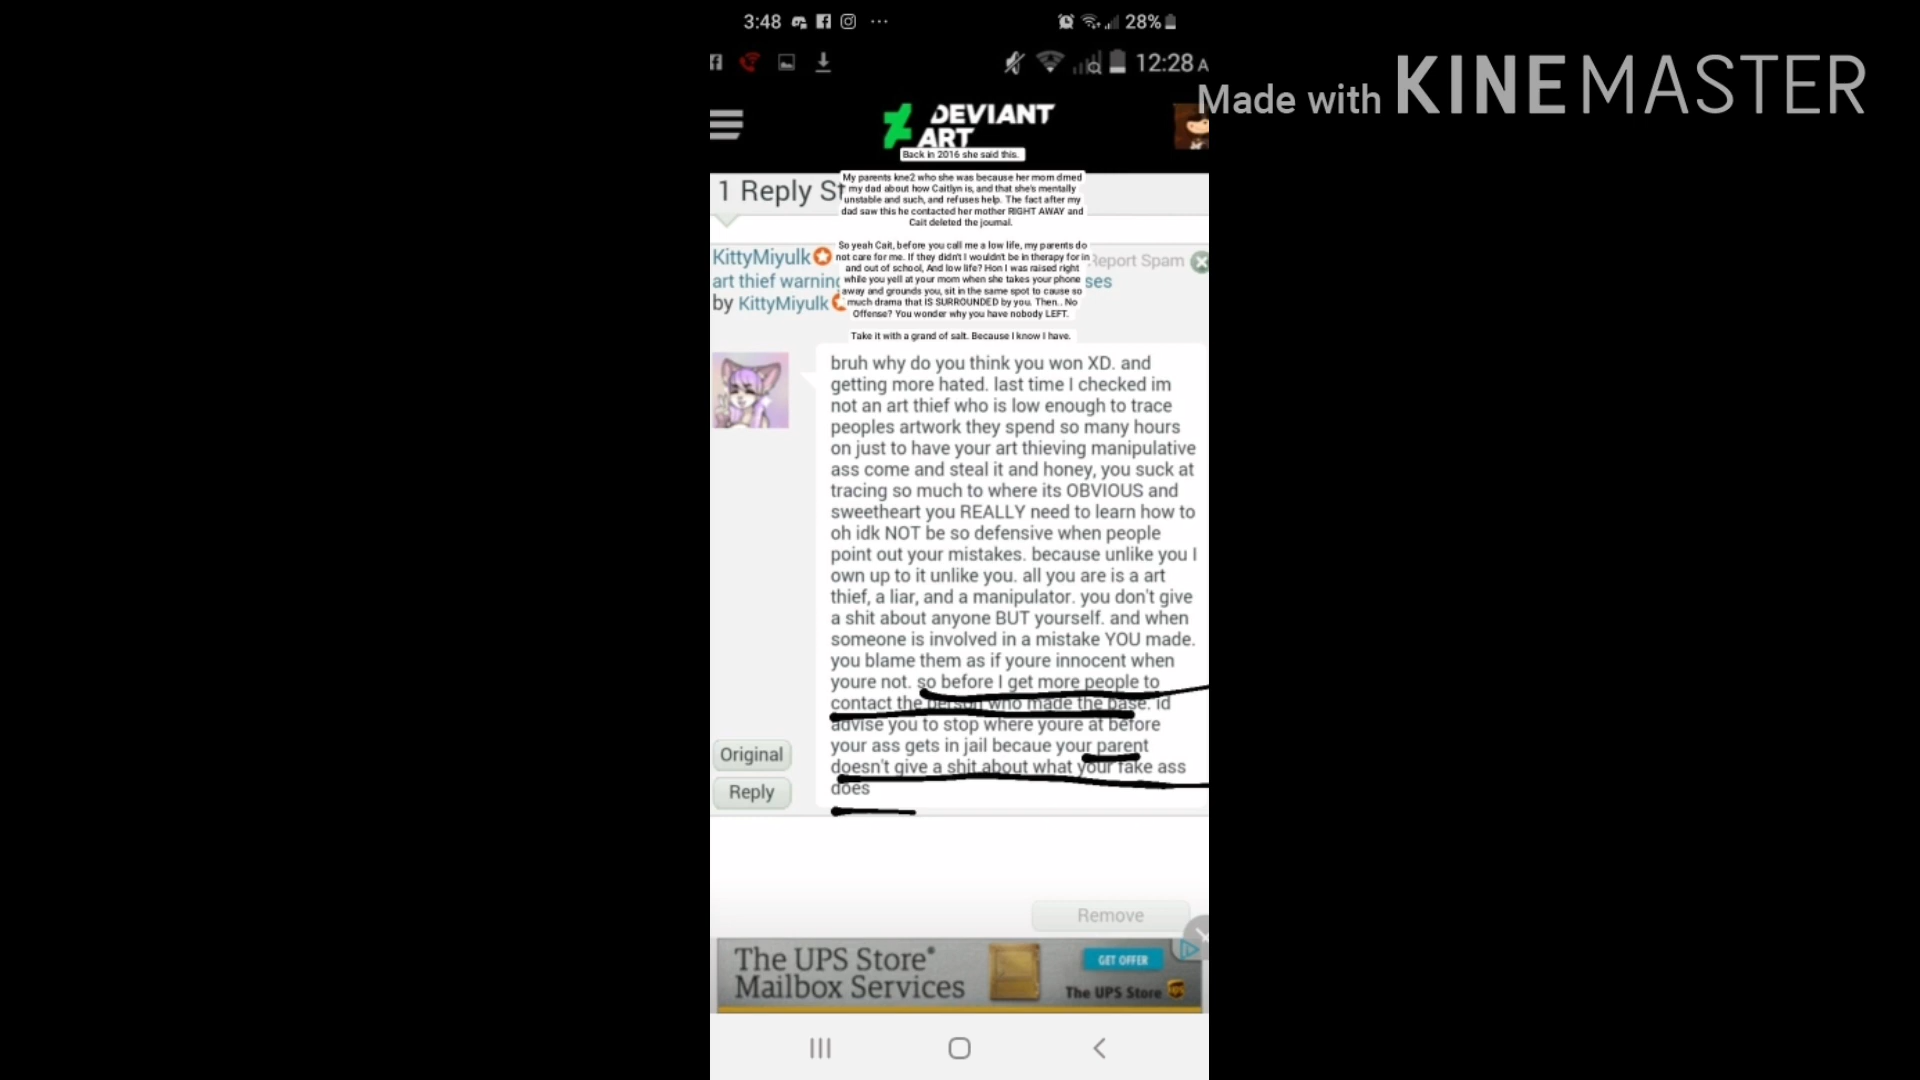 3:48
28%
12:28 A
Made with KINEMASTER
DEVIANT
ART
Back in 2016 she said this.
1 Reply
My parents kne2 who she was because her mom dmed
my dad about how Caitlyn is, and that she's mentally
unstable and such, and refuses help. The fact after my
dad saw this he contacted her mother RIGHT AWAY and
Cait deleted the journal.
So yeah Cait, before you call me a low life, my parents do
not care for me. If they didn't I wouldn't be in therapy for in
and out of school, And low life? Hon I was raised right
while you yell at your mom when she takes your phone
away and grounds you, sit in the same spot to cause so
much drama that IS SURROUNDED by you. Then.. No
Offense? You wonder why you have nobody LEFT.
Take it with a grand of salt. Because I know I have.
KittyMiyulk
Report Spam
art thief warning
by KittyMiyulk
bruh why do you think you won XD. and
getting more hated. last time I checked im
not an art thief who is low enough to trace
peoples artwork they spend so many hours
on just to have your art thieving manipulative
ass come and steal it and honey, you suck at
tracing so much to where its OBVIOUS and
sweetheart you REALLY need to learn how to
oh idk NOT be so defensive when people
point out your mistakes. because unlike you I
own up to it unlike you. all you are is a art
thief, a liar, and a manipulator. you don't give
a shit about anyone BUT yourself. and when
someone is involved in a mistake YOU made.
you blame them as if youre innocent when
youre not. so before I get more people to
contact the person who made the base. id
advise you to stop where youre at before
your ass gets in jail becaue your parent
doesn't give a shit about what your fake ass
does
Original
Reply
Remove
The UPS Store®
Mailbox Services
GET OFFER
The UPS Store